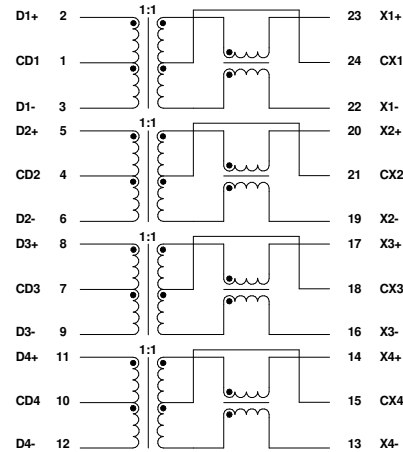 D1+ 2 1:1 23 X1+
CD1 1 24 CX1
D1- 3 22 X1-
D2+ 5 1:1 20 X2+
CD2 4 21 CX2
D2- 6 19 X2-
D3+ 8 1:1 17 X3+
CD3 7 18 CX3
D3- 9 16 X3-
D4+ 11 1:1 14 X4+
CD4 10 15 CX4
D4- 12 13 X4-